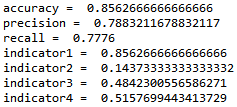 accuracy =  0.8562666666666666
precision =  0.7883211678832117
recall =  0.7776
indicator1 =  0.8562666666666666
indicator2 =  0.14373333333333332
indicator3 =  0.4842300556586271
indicator4 =  0.5157699443413729